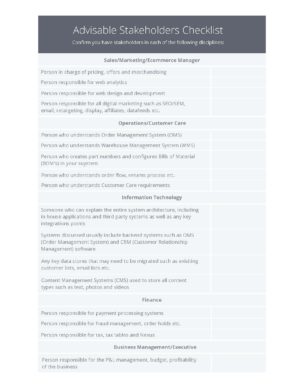 Advisable Stakeholders Checklist
Confirm you have stakeholders in each of the following disciplines:
Sales/Marketing/Ecommerce Manager
Person in charge of pricing, offers and merchandising
Person responsible for web analytics
Person responsible for web design and development
Person responsible for all digital marketing such as SEO/SEM,
email, retargeting, display, affiliates, datafeeds etc.
Operations/Customer Care
Person who understands Order Management System (OMS)
Person who understands Warehouse Management System (WMS)
Person who creates part numbers and configures Bills of Material
(BOM's) in your system.
Person who understands order flow, returns process etc.
Person who understands Customer Care requirements
Information Technology
Someone who can explain the entire system architecture, including
in-house applications and third party systems as well as any key
integrations points
Systems discussed usually include backend systems such as OMS
(Order Management System) and CRM (Customer Relationship
Management) software
Any key data stores that may need to be migrated such as existing
customer lists, email lists etc.
Content Management Systems (CMS) used to store all content
types such as text, photos and videos
Finance
Person responsible for payment processing systems
Person responsible for fraud management, order holds etc.
Person responsible for tax, tax tables and nexus
Business Management/Executive
Person responsible for the P&L management, budget, profitability
of the business